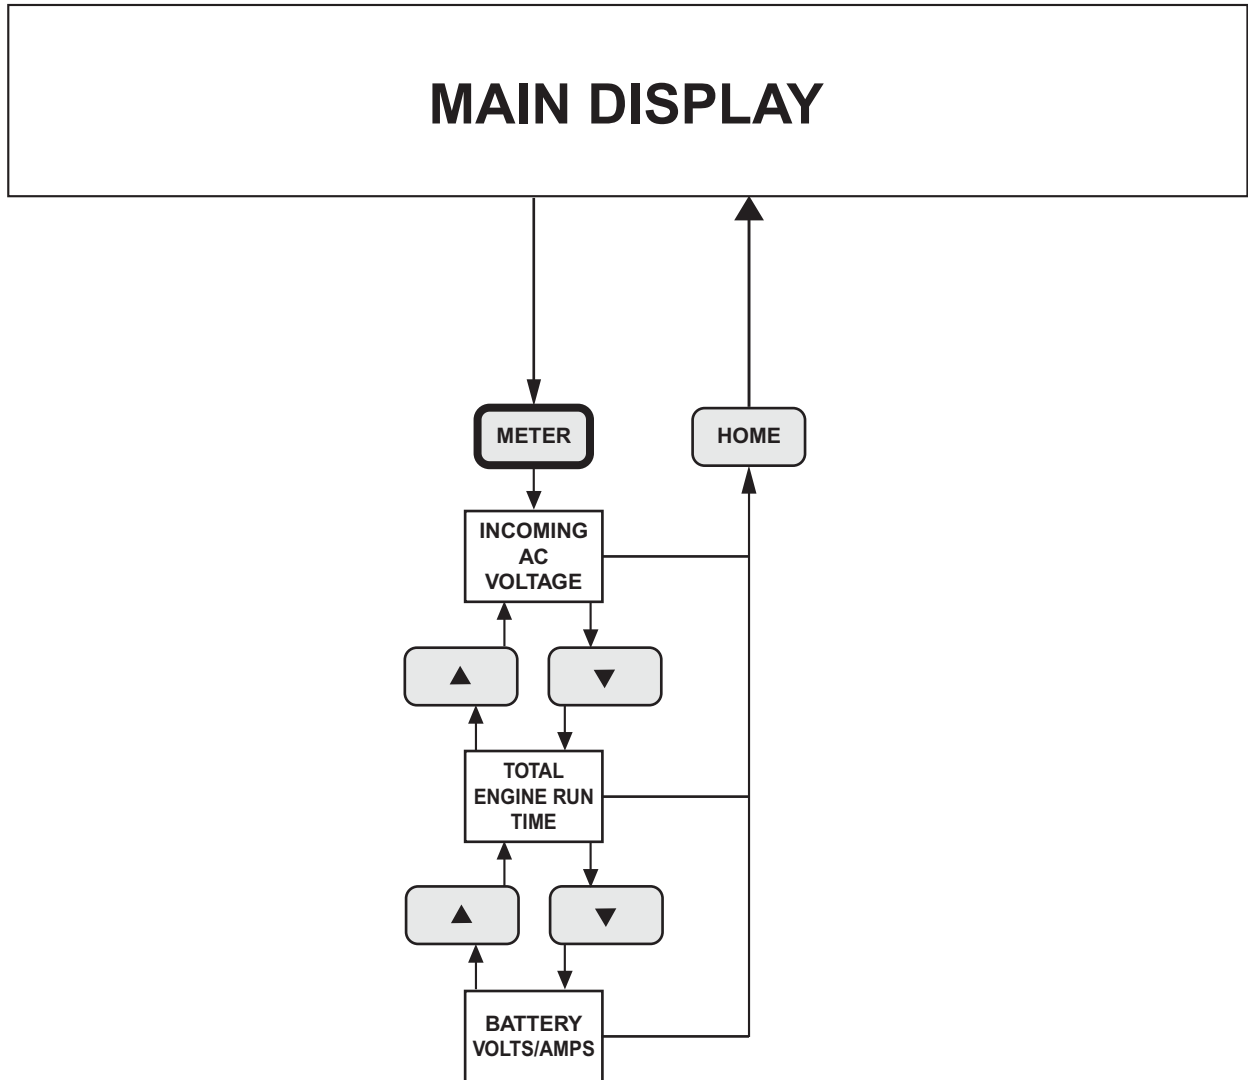 MAIN DISPLAY
METER
HOME
INCOMING
AC
VOLTAGE
▲
▼
TOTAL
ENGINE RUN
TIME
▲
▼
BATTERY
VOLTS/AMPS